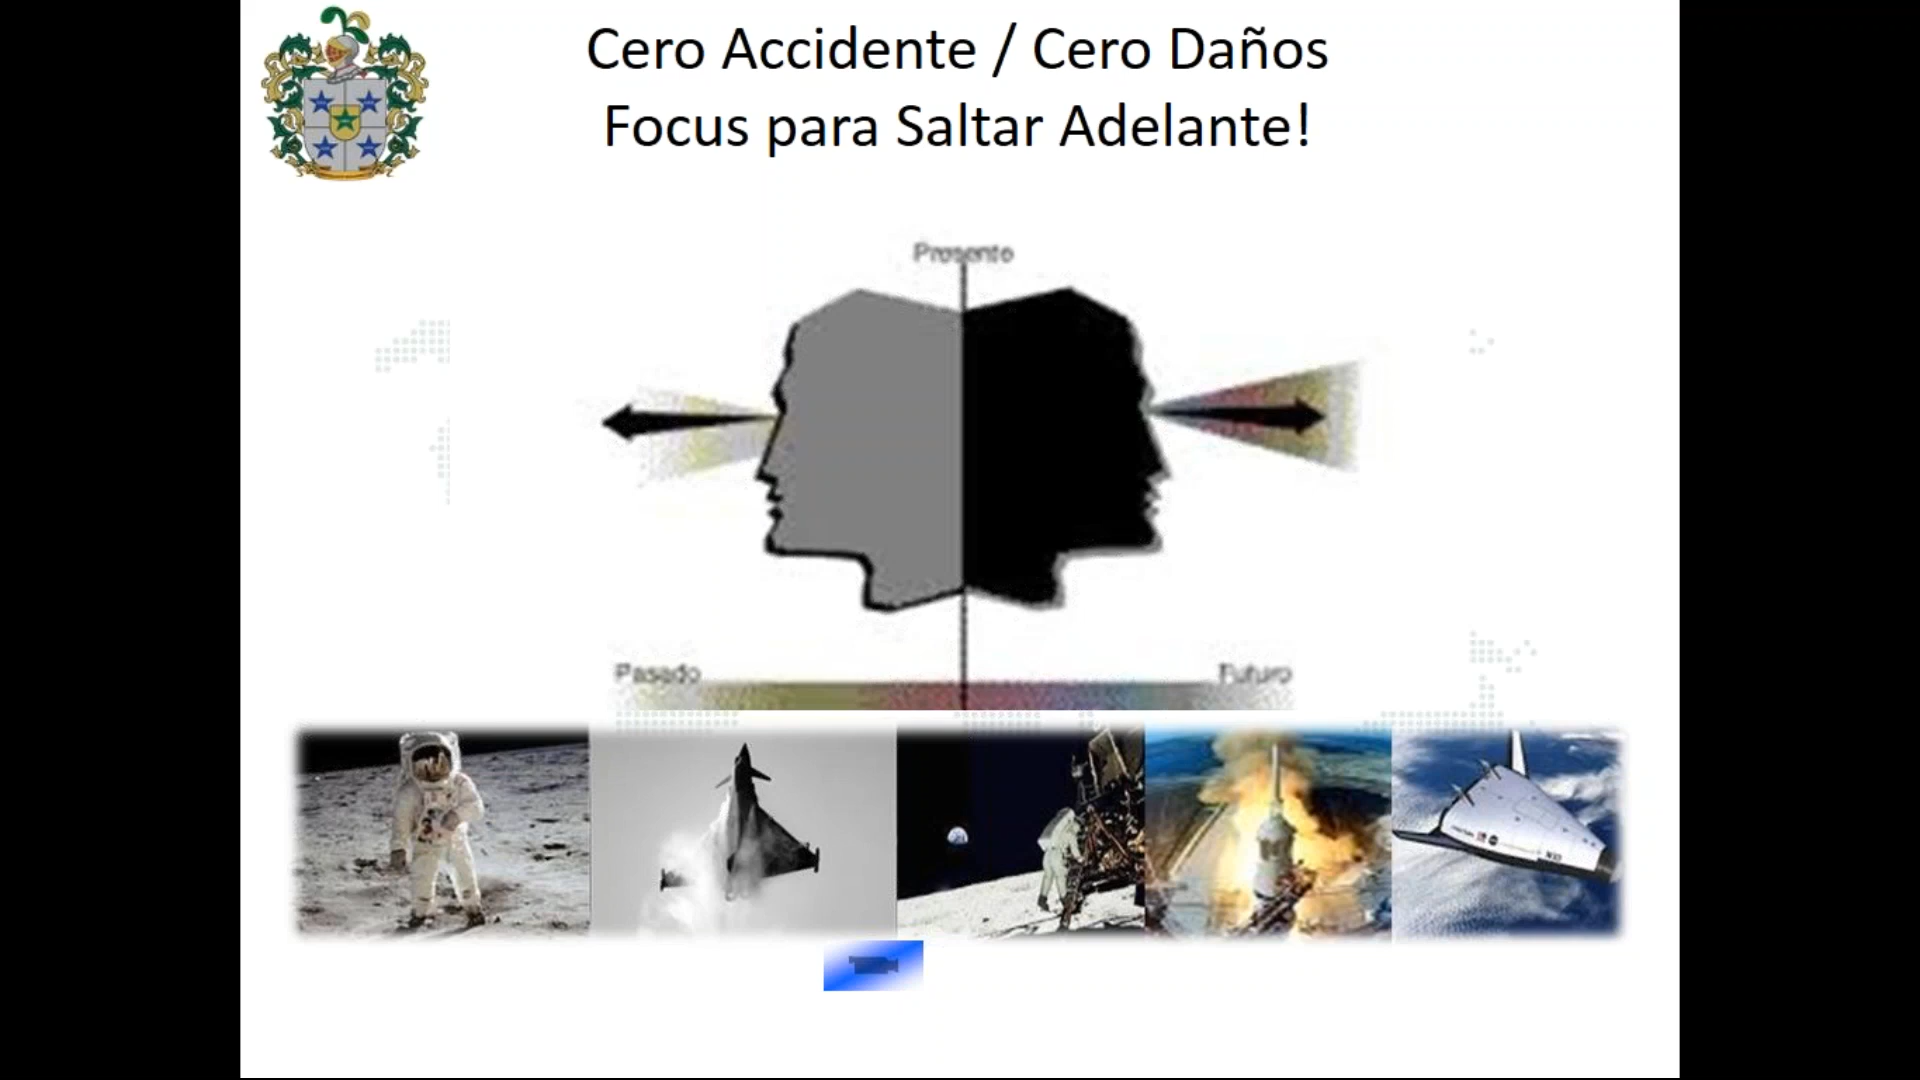 Cero Accidente / Cero Daños
Focus para Saltar Adelante!
Presente
Pasado
Futuro